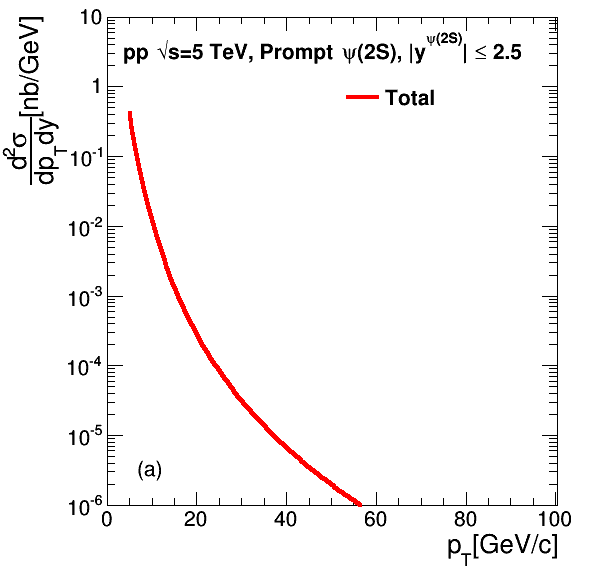 pp √s=5 TeV, Prompt ψ(2S), |y^ψ(2S)| ≤ 2.5
Total
d²σ
dp_T dy [nb/GeV]
10
1
10^-1
10^-2
10^-3
10^-4
10^-5
10^-6
(a)
0 20 40 60 80 100
p_T[GeV/c]